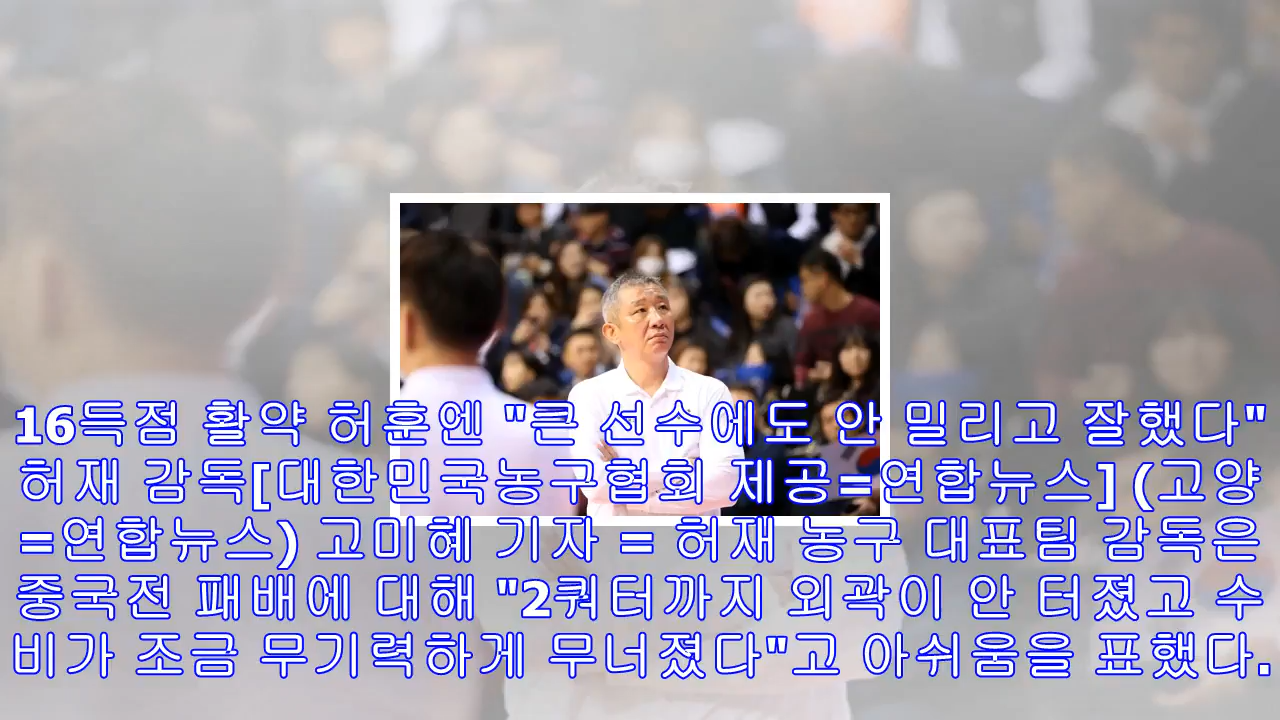 16득점 활약 허훈엔 "큰 선수에도 안 밀리고 잘했다"
허재 감독[대한민국농구협회 제공=연합뉴스] (고양
=연합뉴스) 고미혜 기자 = 허재 농구 대표팀 감독은
중국전 패배에 대해 "2쿼터까지 외곽이 안 터졌고 수
비가 조금 무기력하게 무너졌다"고 아쉬움을 표했다.